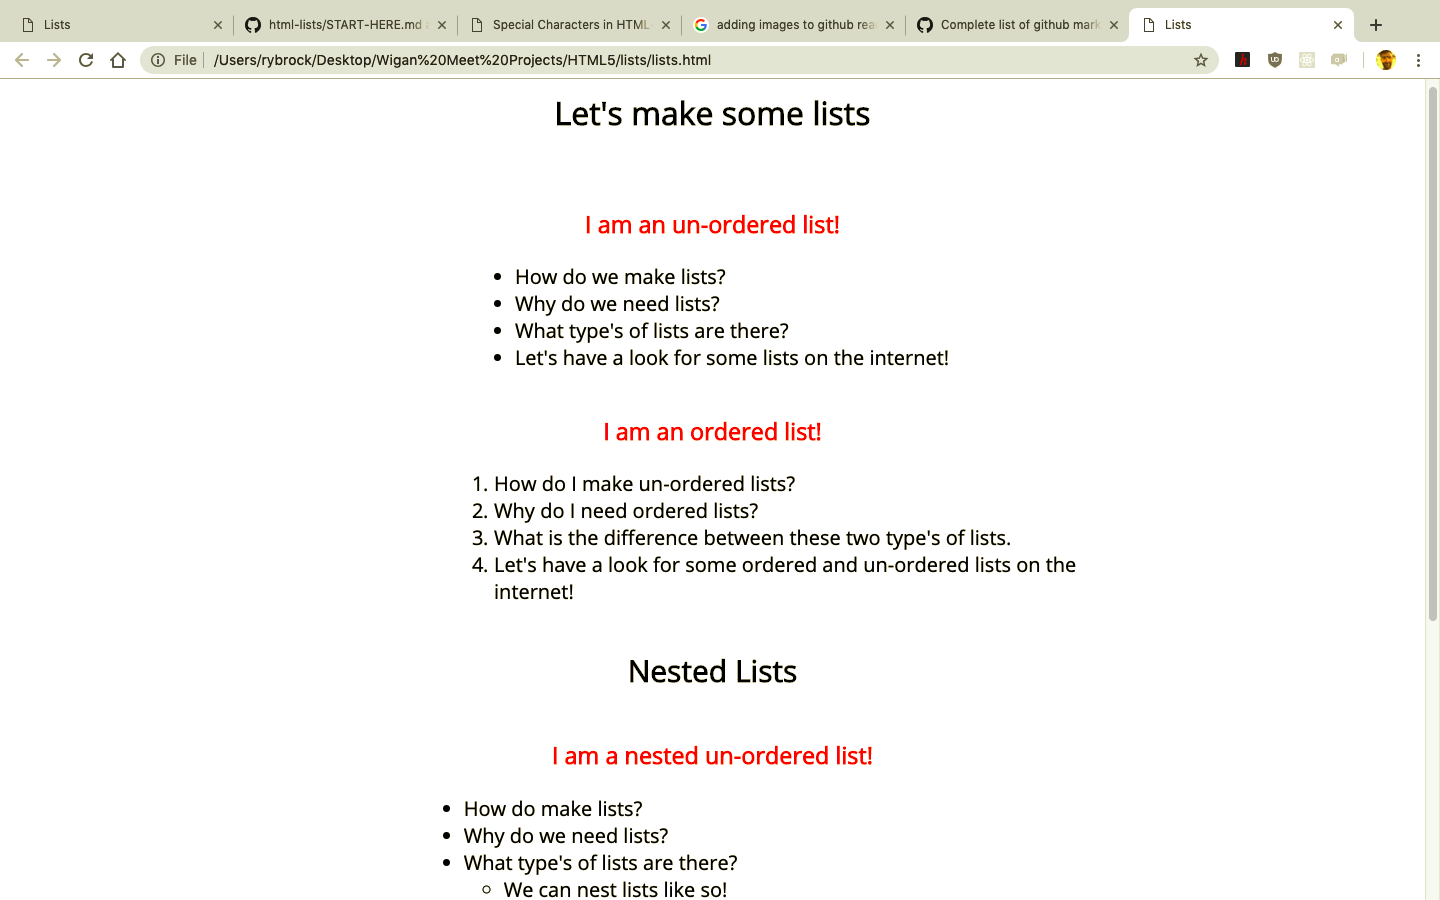 Lists
html-lists/START-HERE.md
Special Characters in HTML
adding images to github rea
Complete list of github mark
Lists
File
/Users/rybrock/Desktop/Wigan%20Meet%20Projects/HTML5/lists/lists.html
Let's make some lists
I am an un-ordered list!
• How do we make lists?
• Why do we need lists?
• What type's of lists are there?
• Let's have a look for some lists on the internet!
I am an ordered list!
1. How do I make un-ordered lists?
2. Why do I need ordered lists?
3. What is the difference between these two type's of lists.
4. Let's have a look for some ordered and un-ordered lists on the
internet!
Nested Lists
I am a nested un-ordered list!
• How do make lists?
• Why do we need lists?
• What type's of lists are there?
◦ We can nest lists like so!